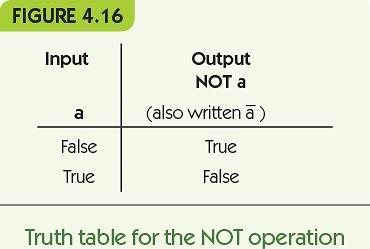 FIGURE 4.16
Input Output
NOT a
a (also written a̅ )
False True
True False
Truth table for the NOT operation